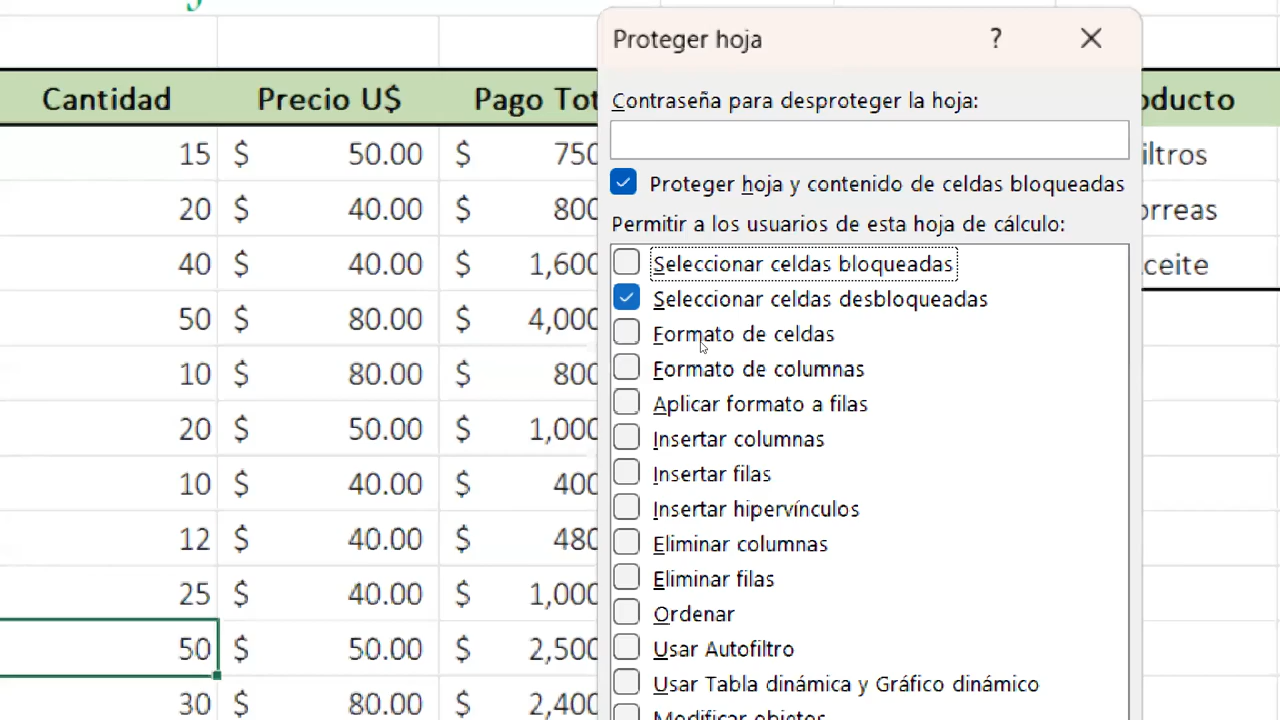 Cantidad Precio U$ Pago Tot
15 $ 50.00 $ 750
20 $ 40.00 $ 800
40 $ 40.00 $ 1,600
50 $ 80.00 $ 4,000
10 $ 80.00 $ 800
20 $ 50.00 $ 1,000
10 $ 40.00 $ 400
12 $ 40.00 $ 480
25 $ 40.00 $ 1,000
50 $ 50.00 $ 2,500
30 $ 80.00 $ 2,400
Proteger hoja ?
Contraseña para desproteger la hoja:
Proteger hoja y contenido de celdas bloqueadas
Permitir a los usuarios de esta hoja de cálculo:
Seleccionar celdas bloqueadas
Seleccionar celdas desbloqueadas
Formato de celdas
Formato de columnas
Aplicar formato a filas
Insertar columnas
Insertar filas
Insertar hipervínculos
Eliminar columnas
Eliminar filas
Ordenar
Usar Autofiltro
Usar Tabla dinámica y Gráfico dinámico
Modificar objetos
oducto
iltros
orreas
ceite